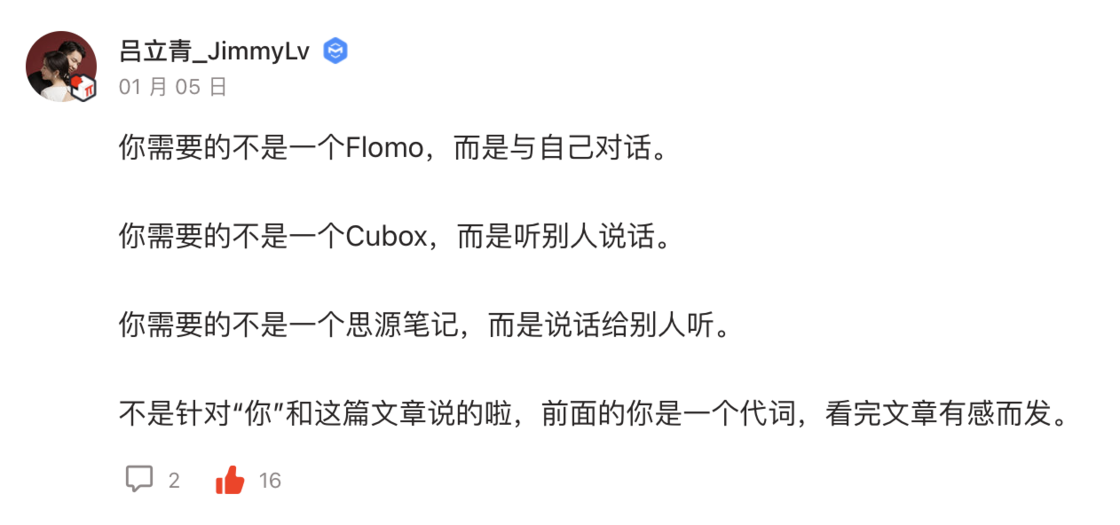 吕立青_JimmyLv
01 月 05 日
你需要的不是一个Flomo，而是与自己对话。
你需要的不是一个Cubox，而是听别人说话。
你需要的不是一个思源笔记，而是说话给别人听。
不是针对“你”和这篇文章说的啦，前面的你是一个代词，看完文章有感而发。
2 16